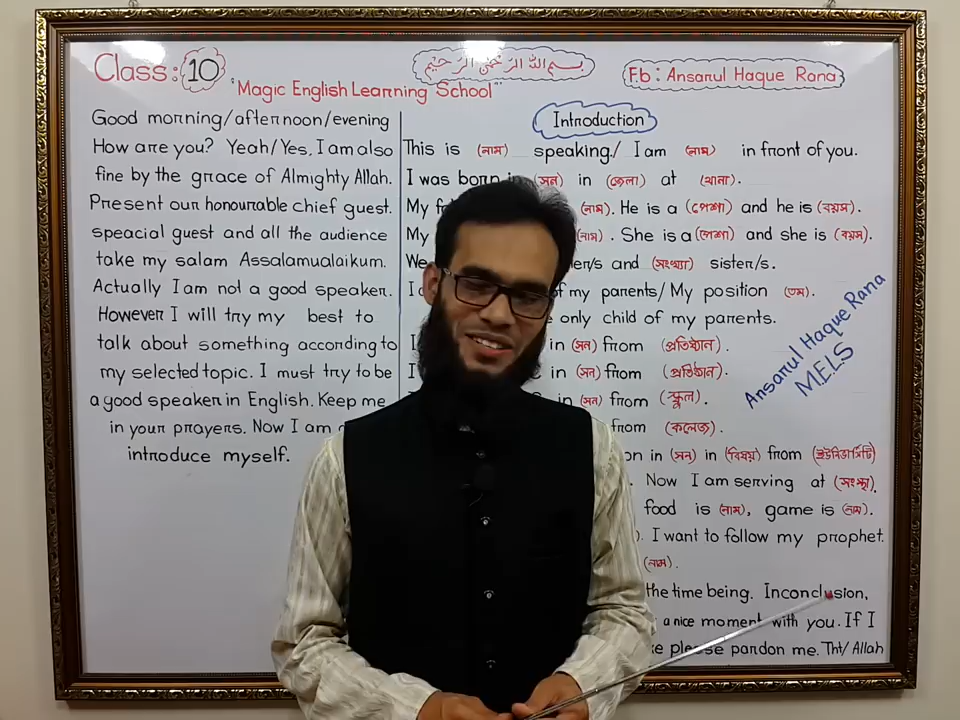 Class: 10
بسم الله الرحمن الرحيم
F.b: Ansarul Haque Rana
"Magic English Learning School"
Good morning/afternoon/evening
How are you? Yeah/Yes, I am also
fine by the grace of Almighty Allah.
Present our honourable chief guest.
speacial guest and all the audience
take my salam Assalamualaikum.
Actually I am not a good speaker.
However I will try my best to
talk about something according to
my selected topic. I must try to be
a good speaker in English. Keep me
in your prayers. Now I am
introduce myself.
Introduction
This is (নাম) speaking./ I am (নাম) in front of you.
I was born in (সন) in (জেলা) at (থানা).
My (নাম). He is a (পেশা) and he is (বয়স).
My (নাম). She is a (পেশা) and she is (বয়স).
We and (সংখ্যা) sister/s.
of my parents/ My position (তম).
only child of my parents.
I in (সন) from (প্রতিষ্ঠান).
I in (সন) from (প্রতিষ্ঠান).
in (সন) from (স্কুল).
from (কলেজ).
in (সন) in (বিষয়) from (ইউনিভার্সিটি)
. Now I am serving at (সংস্থা).
food is (নাম), game is (নাম).
). I want to follow my prophet.
(নাম).
the time being. Inconclusion,
a nice moment with you. If I
please pardon me. Tht/ Allah
Ansarul Haque Rana
MELS